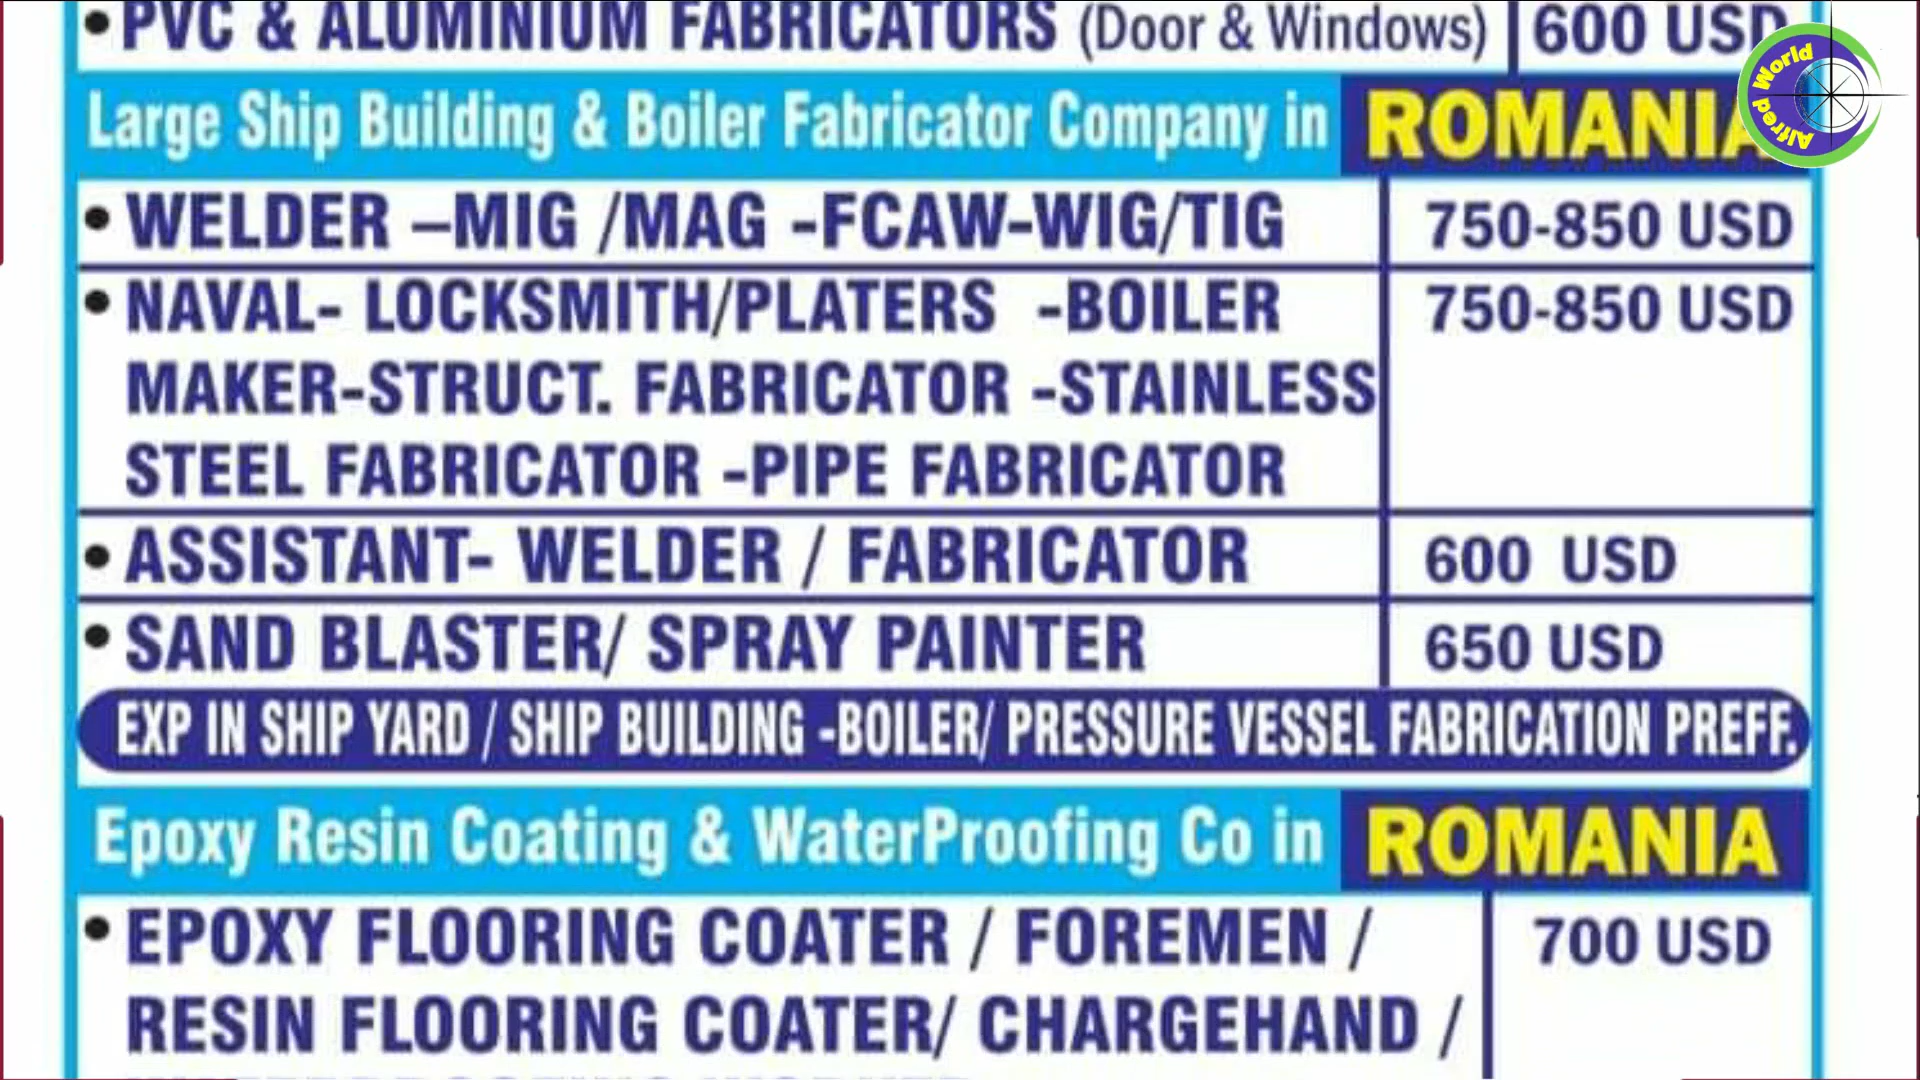 • PVC & ALUMINIUM FABRICATORS (Door & Windows) 600 USD
Alfred World
Large Ship Building & Boiler Fabricator Company in ROMANIA
• WELDER –MIG /MAG -FCAW-WIG/TIG 750-850 USD
• NAVAL- LOCKSMITH/PLATERS -BOILER 750-850 USD
MAKER-STRUCT. FABRICATOR -STAINLESS
STEEL FABRICATOR -PIPE FABRICATOR
• ASSISTANT- WELDER / FABRICATOR 600 USD
• SAND BLASTER/ SPRAY PAINTER 650 USD
EXP IN SHIP YARD / SHIP BUILDING -BOILER/ PRESSURE VESSEL FABRICATION PREFF.
Epoxy Resin Coating & WaterProofing Co in ROMANIA
• EPOXY FLOORING COATER / FOREMEN / 700 USD
RESIN FLOORING COATER/ CHARGEHAND /